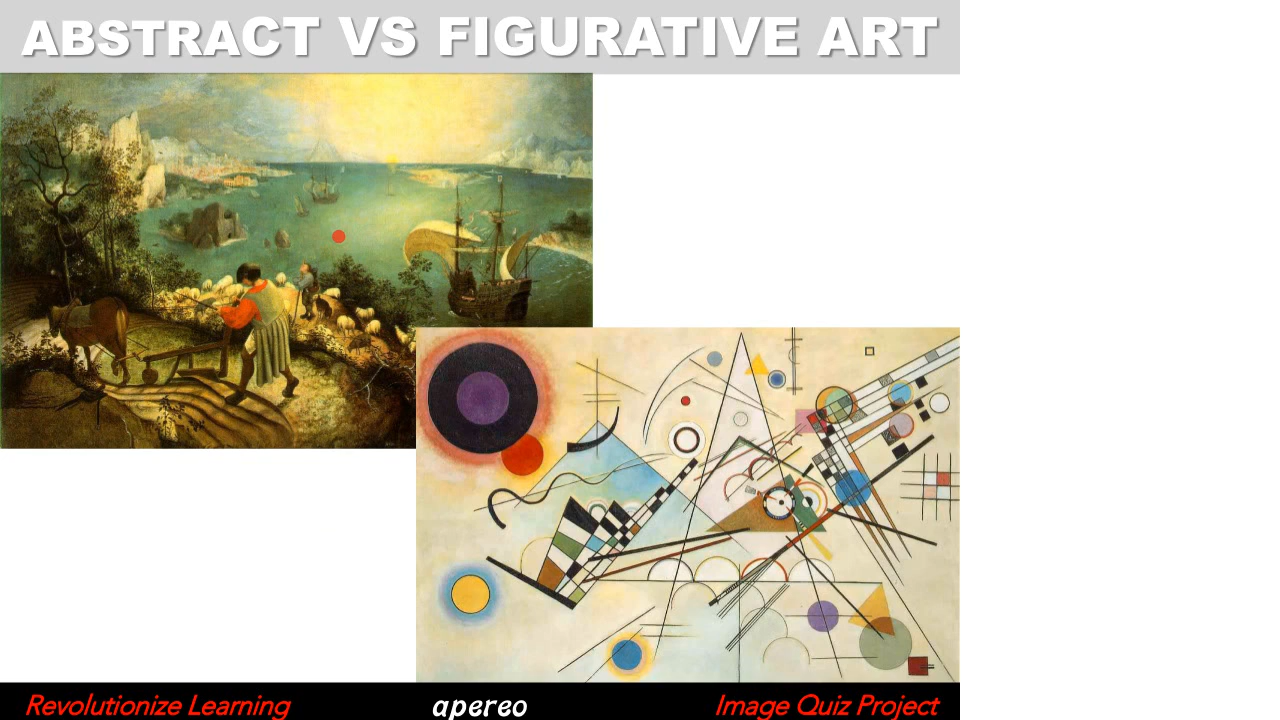 ABSTRACT VS FIGURATIVE ART
Revolutionize Learning
apereo
Image Quiz Project